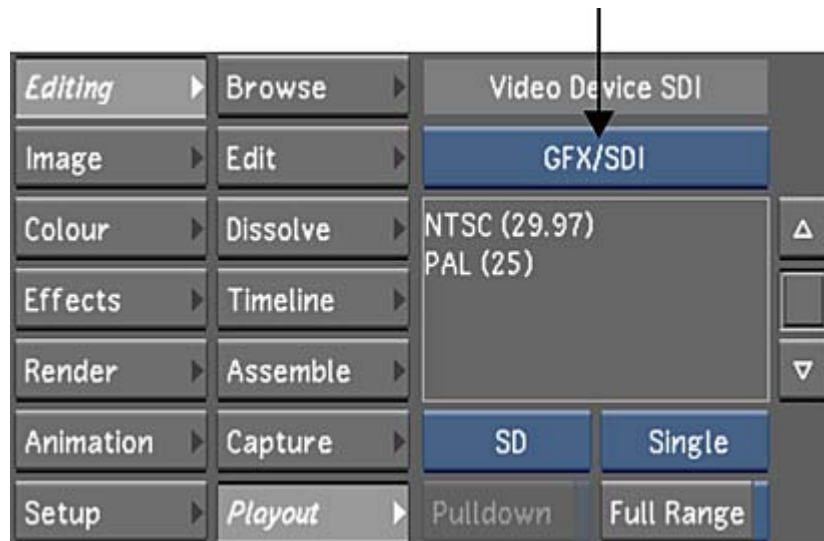 Editing
Image
Colour
Effects
Render
Animation
Setup
Browse
Edit
Dissolve
Timeline
Assemble
Capture
Playout
Video Device SDI
GFX/SDI
NTSC (29.97)
PAL (25)
SD
Single
Pulldown
Full Range